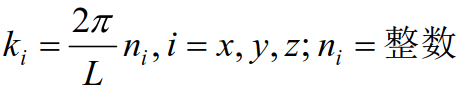 k_i = \frac{2\pi}{L} n_i, i = x, y, z; n_i = 整数